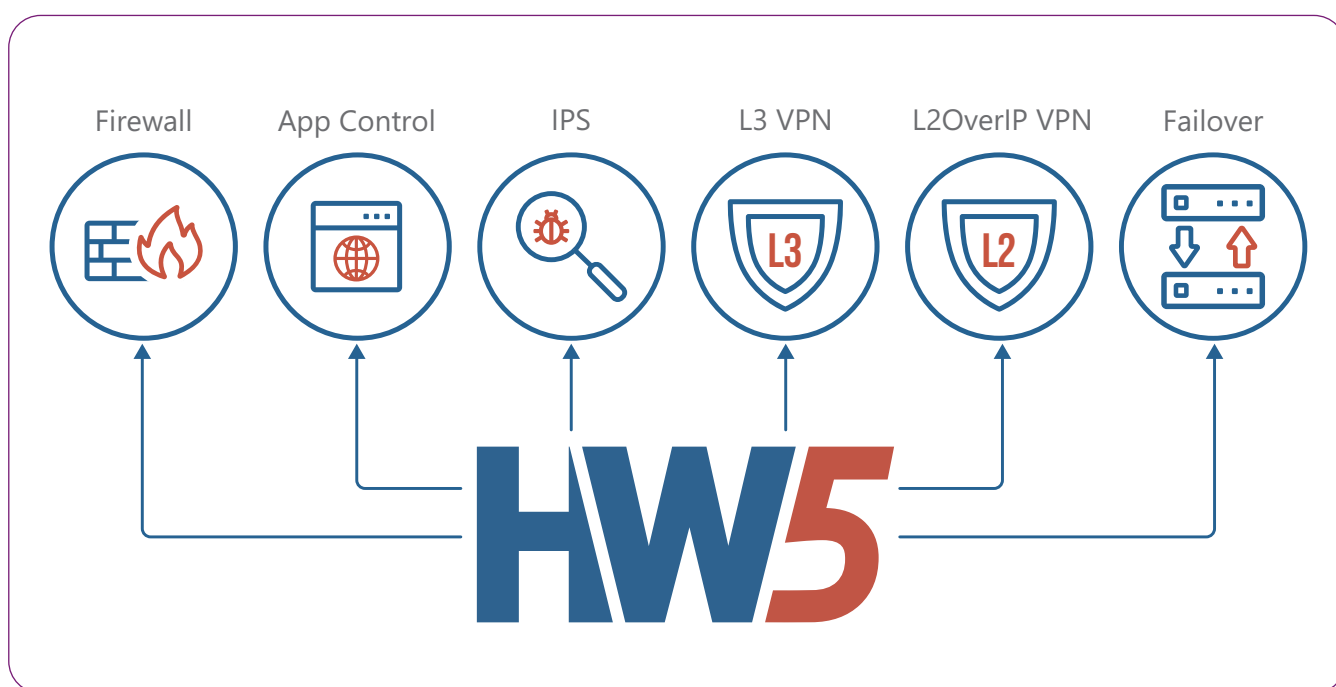 Firewall
App Control
IPS
L3 VPN
L2OverIP VPN
Failover
L3
L2
HW5